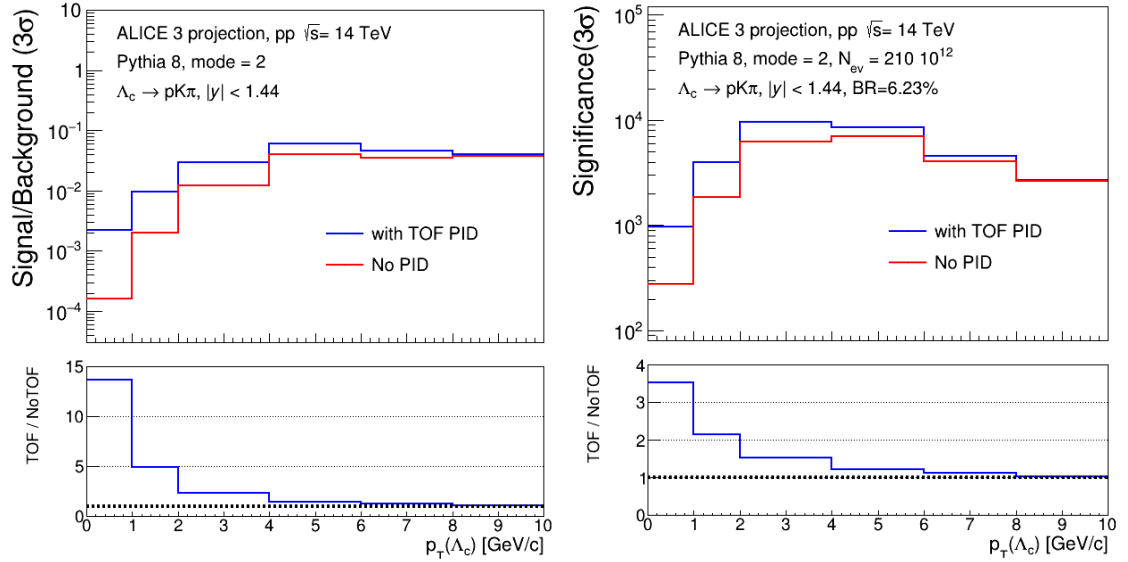 Signal/Background (3σ)
ALICE 3 projection, pp √s= 14 TeV
Pythia 8, mode = 2
Λc → pKπ, |y| < 1.44
1
10⁻¹
10⁻²
10⁻³
10⁻⁴
with TOF PID
No PID
TOF / NoTOF
15
10
5
0
0 1 2 3 4 5 6 7 8 9 10
pT(Λc) [GeV/c]
Significance(3σ)
ALICE 3 projection, pp √s= 14 TeV
Pythia 8, mode = 2, Nev = 210 10¹²
Λc → pKπ, |y| < 1.44, BR=6.23%
10⁵
10⁴
10³
10²
with TOF PID
No PID
TOF / NoTOF
4
3
2
1
0
0 1 2 3 4 5 6 7 8 9 10
pT(Λc) [GeV/c]